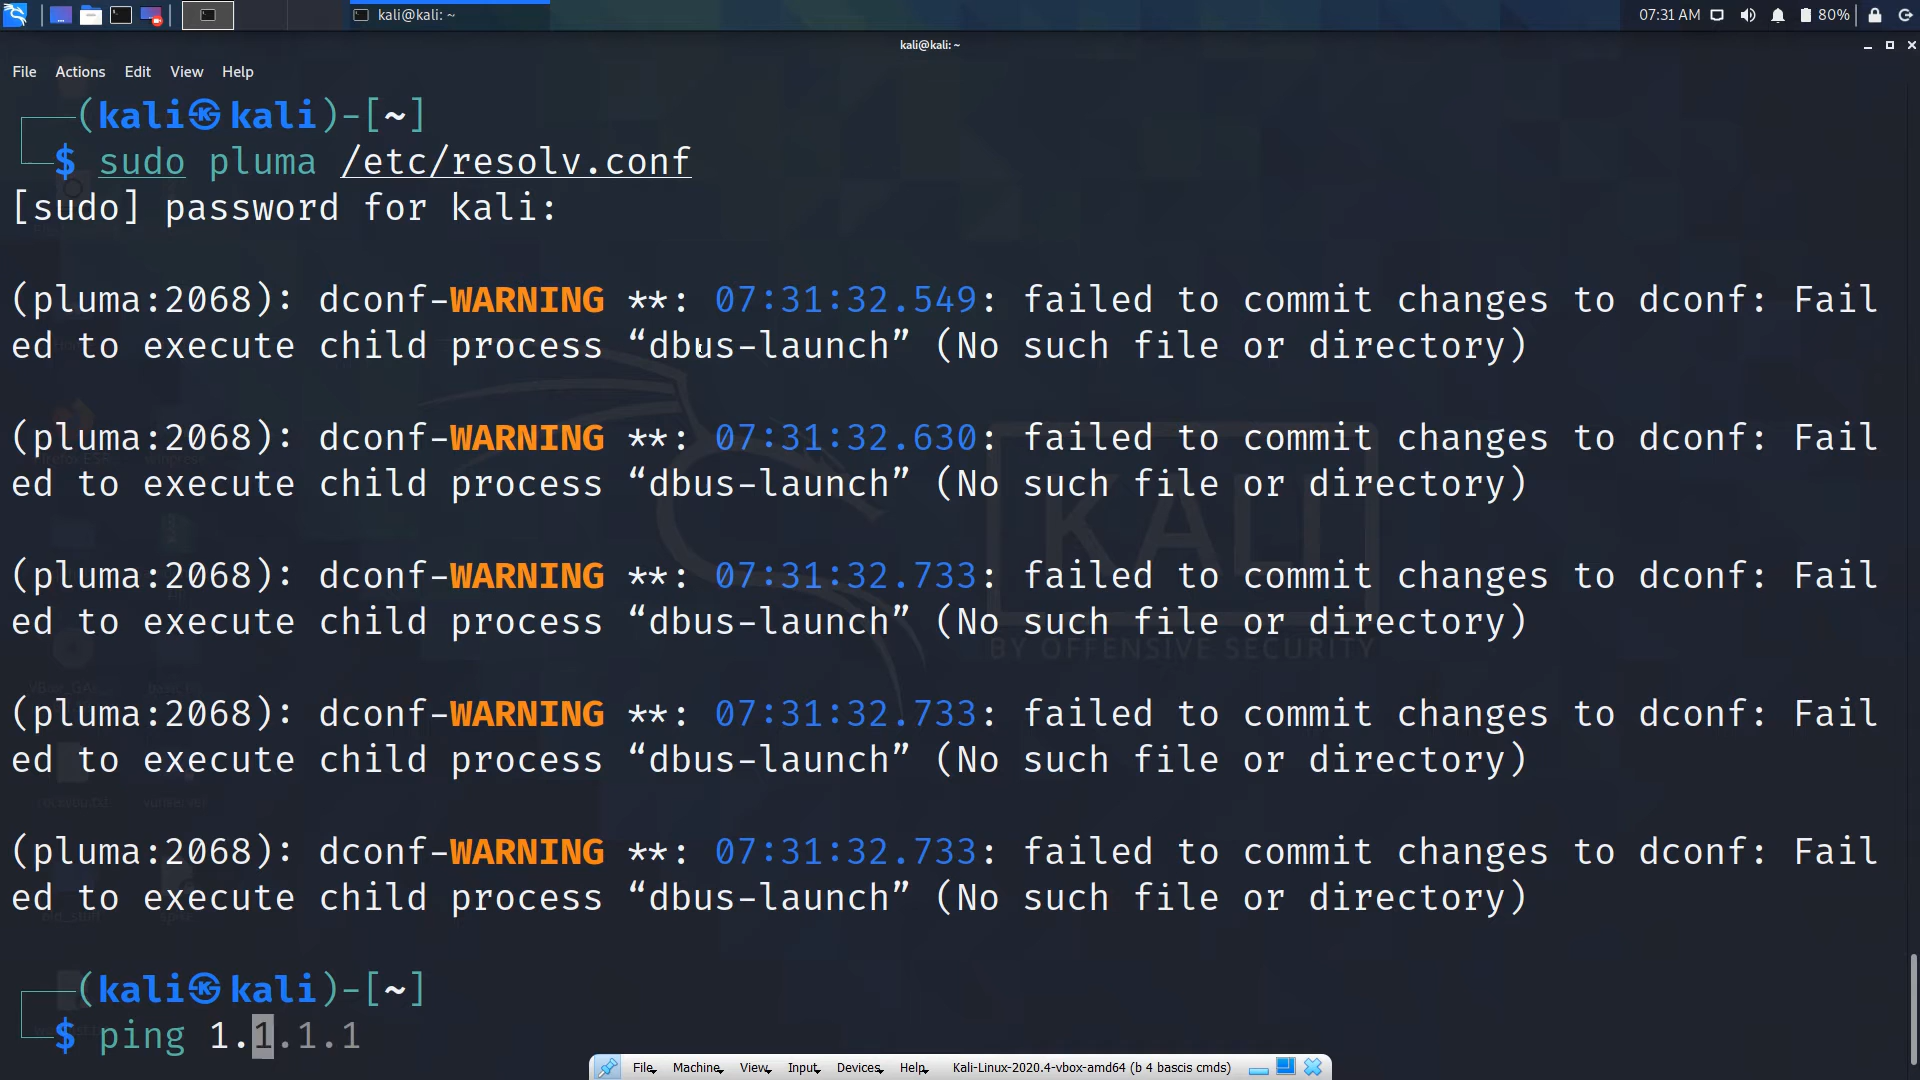 kali@kali: ~
07:31 AM
80%
kali@kali: ~
File Actions Edit View Help
(kali㉿kali)-[~]
$ sudo pluma /etc/resolv.conf
[sudo] password for kali:
(pluma:2068): dconf-WARNING **: 07:31:32.549: failed to commit changes to dconf: Fail
ed to execute child process “dbus-launch” (No such file or directory)
(pluma:2068): dconf-WARNING **: 07:31:32.630: failed to commit changes to dconf: Fail
ed to execute child process “dbus-launch” (No such file or directory)
(pluma:2068): dconf-WARNING **: 07:31:32.733: failed to commit changes to dconf: Fail
ed to execute child process “dbus-launch” (No such file or directory)
(pluma:2068): dconf-WARNING **: 07:31:32.733: failed to commit changes to dconf: Fail
ed to execute child process “dbus-launch” (No such file or directory)
(pluma:2068): dconf-WARNING **: 07:31:32.733: failed to commit changes to dconf: Fail
ed to execute child process “dbus-launch” (No such file or directory)
KALI
BY OFFENSIVE SECURITY
(kali㉿kali)-[~]
$ ping 1.1.1.1
File Machine View Input Devices Help Kali-Linux-2020.4-vbox-amd64 (b 4 bascis cmds)